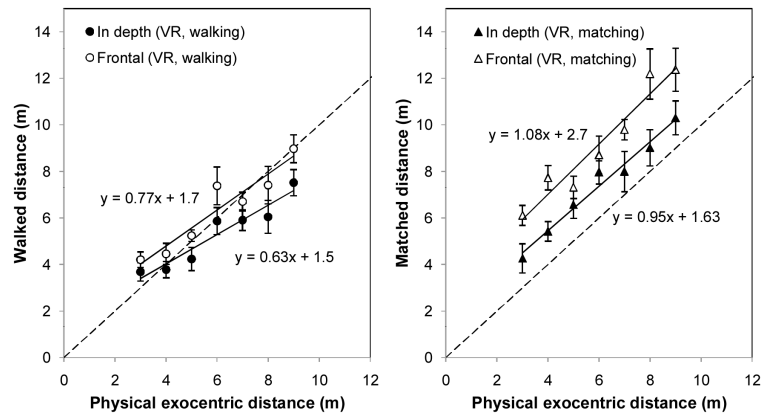 In depth (VR, walking)
Frontal (VR, walking)
Walked distance (m)
14
12
10
8
6
4
2
0
y = 0.77x + 1.7
y = 0.63x + 1.5
0 2 4 6 8 10 12
Physical exocentric distance (m)
In depth (VR, matching)
Frontal (VR, matching)
Matched distance (m)
14
12
10
8
6
4
2
0
y = 1.08x + 2.7
y = 0.95x + 1.63
0 2 4 6 8 10 12
Physical exocentric distance (m)